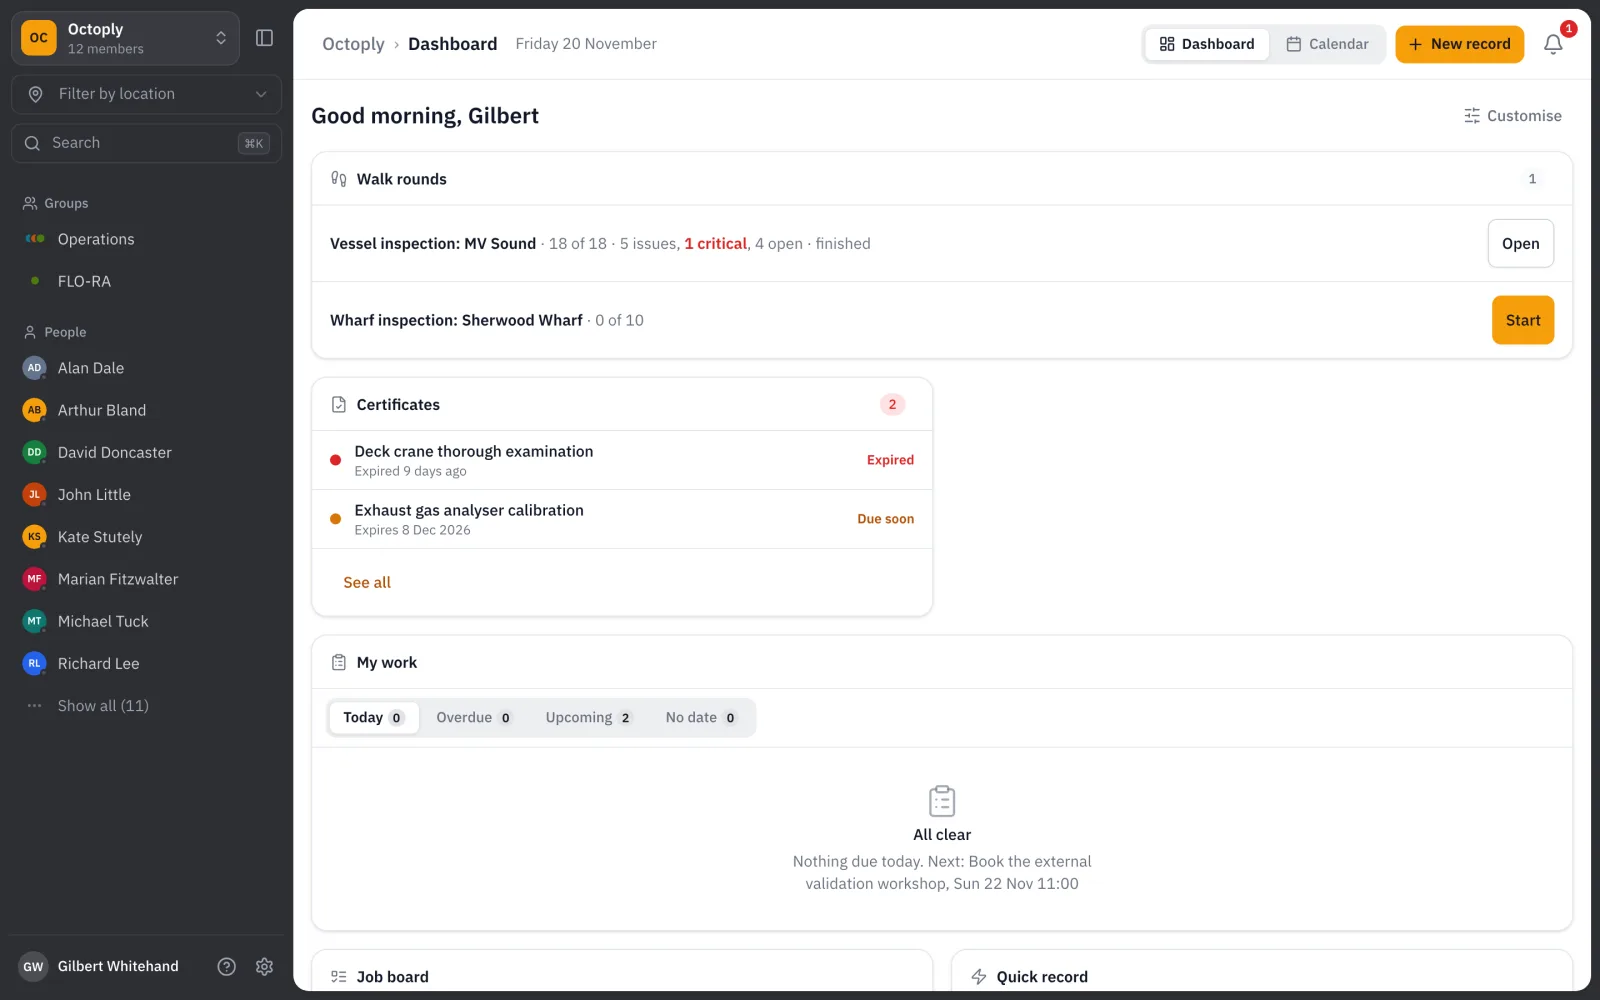 OC
Octoply
12 members
Filter by location
Search
⌘K
Groups
Operations
FLO-RA
People
AD Alan Dale
AB Arthur Bland
DD David Doncaster
JL John Little
KS Kate Stutely
MF Marian Fitzwalter
MT Michael Tuck
RL Richard Lee
Show all (11)
GW Gilbert Whitehand
Octoply › Dashboard Friday 20 November
Dashboard Calendar
+ New record
1
Good morning, Gilbert
Customise
Walk rounds 1
Vessel inspection: MV Sound · 18 of 18 · 5 issues, 1 critical, 4 open · finished Open
Wharf inspection: Sherwood Wharf · 0 of 10 Start
Certificates 2
Deck crane thorough examination
Expired 9 days ago
Expired
Exhaust gas analyser calibration
Expires 8 Dec 2026
Due soon
See all
My work
Today 0 Overdue 0 Upcoming 2 No date 0
All clear
Nothing due today. Next: Book the external
validation workshop, Sun 22 Nov 11:00
Job board
Quick record